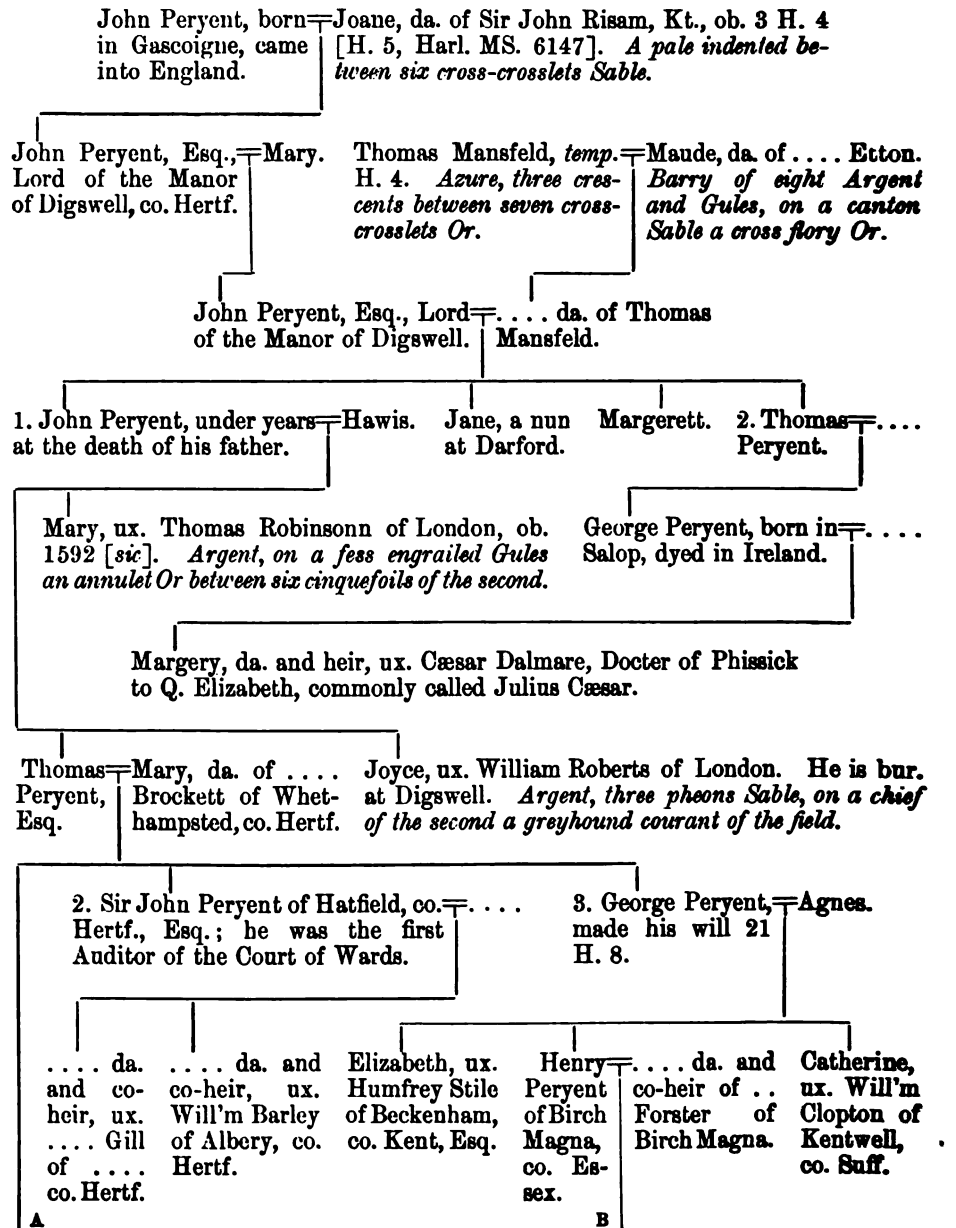 John Peryent, born
in Gascoigne, came
into England.
Joane, da. of Sir John Risam, Kt., ob. 3 H. 4
[H. 5, Harl. MS. 6147]. A pale indented be-
tween six cross-crosslets Sable.
John Peryent, Esq.,
Lord of the Manor
of Digswell, co. Hertf.
Mary.
Thomas Mansfeld, temp.
H. 4. Azure, three cres-
cents between seven cross-
crosslets Or.
Maude, da. of .... Etton.
Barry of eight Argent
and Gules, on a canton
Sable a cross flory Or.
John Peryent, Esq., Lord
of the Manor of Digswell.
.... da. of Thomas
Mansfeld.
1. John Peryent, under years
at the death of his father.
Hawis.
Jane, a nun
at Darford.
Margerett.
2. Thomas
Peryent.
....
Mary, ux. Thomas Robinsonn of London, ob.
1592 [sic]. Argent, on a fess engrailed Gules
an annulet Or between six cinquefoils of the second.
George Peryent, born in
Salop, dyed in Ireland.
....
Margery, da. and heir, ux. Cæsar Dalmare, Docter of Phissick
to Q. Elizabeth, commonly called Julius Cæsar.
Thomas
Peryent,
Esq.
Mary, da. of ....
Brockett of Whet-
hampsted, co. Hertf.
Joyce, ux. William Roberts of London. He is bur.
at Digswell. Argent, three pheons Sable, on a chief
of the second a greyhound courant of the field.
2. Sir John Peryent of Hatfield, co.
Hertf., Esq.; he was the first
Auditor of the Court of Wards.
....
3. George Peryent,
made his will 21
H. 8.
Agnes.
.... da.
and co-
heir, ux.
.... Gill
of ....
co. Hertf.
.... da. and
co-heir, ux.
Will'm Barley
of Albery, co.
Hertf.
Elizabeth, ux.
Humfrey Stile
of Beckenham,
co. Kent, Esq.
Henry
Peryent
of Birch
Magna,
co. Es-
sex.
.... da. and
co-heir of ..
Forster of
Birch Magna.
Catherine,
ux. Will'm
Clopton of
Kentwell,
co. Suff.
A
B